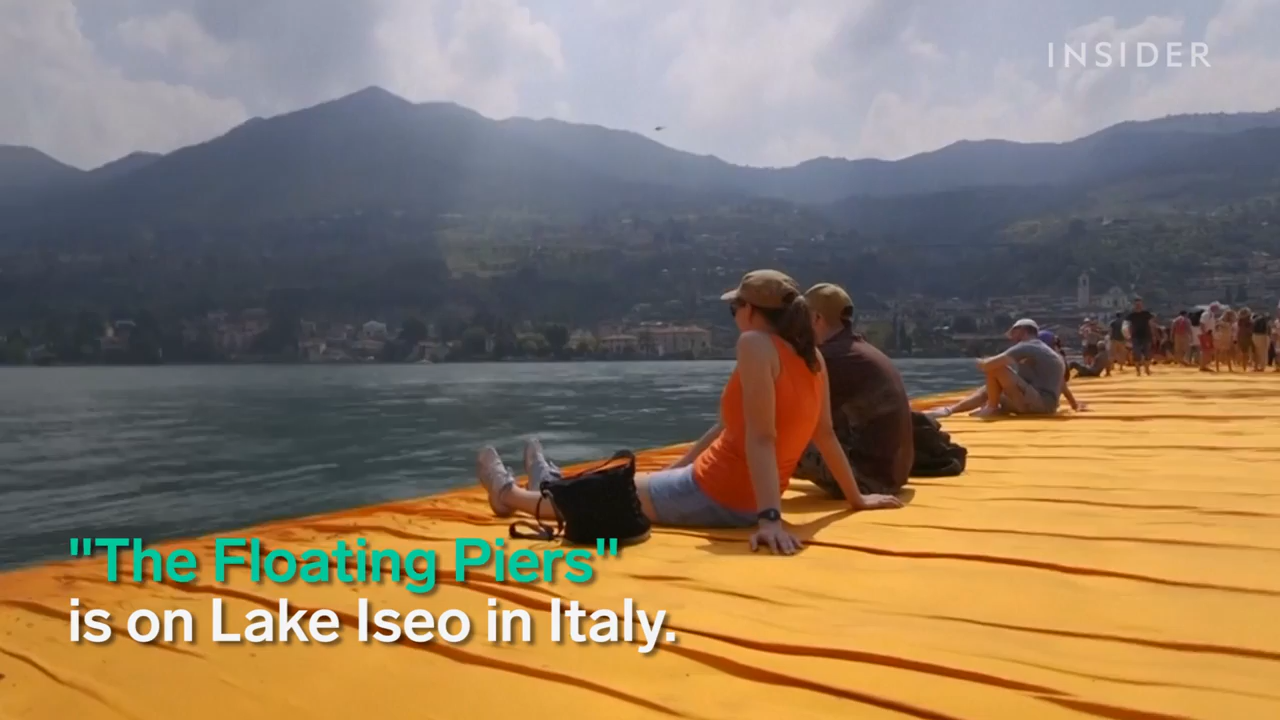 INSIDER
"The Floating Piers"
is on Lake Iseo in Italy.